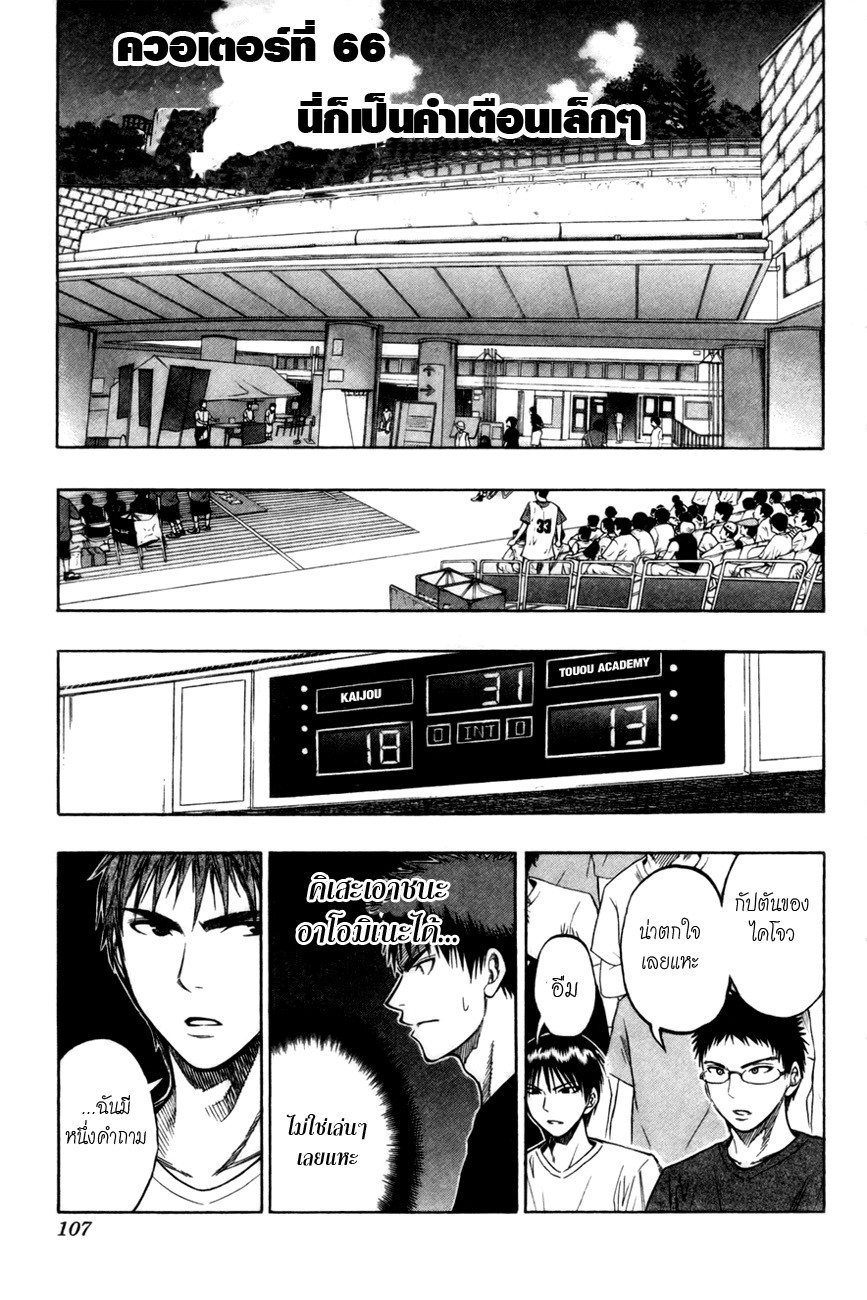 ควอเตอร์ที่ 66
นี่ก็เป็นคำเตือนเล็กๆ
33
KAIJOU
31
TOUOU ACADEMY
18
0 INT 0
13
กัปตันของ
ไคโจว
น่าตกใจ
เลยแหะ
อืม
คิเสะเอาชนะ
อาโอมิเนะได้...
ไม่ใช่เล่นๆ
เลยแหะ
...ฉันมี
หนึ่งคำถาม
107